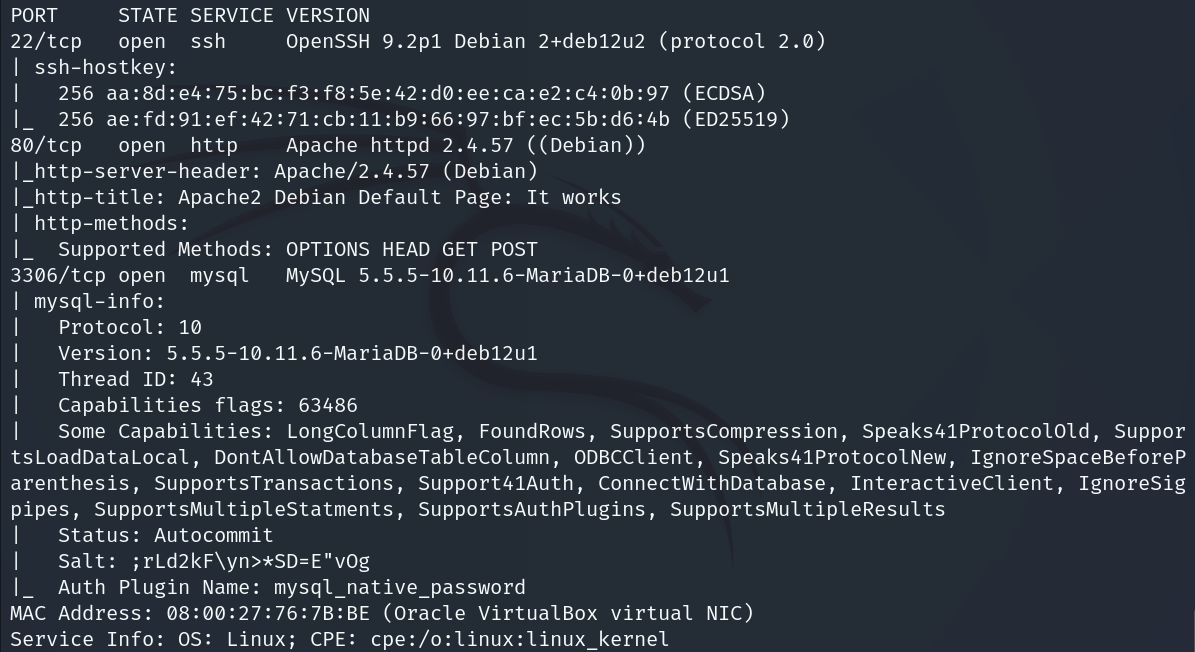 PORT     STATE SERVICE VERSION
22/tcp   open  ssh     OpenSSH 9.2p1 Debian 2+deb12u2 (protocol 2.0)
| ssh-hostkey:
|   256 aa:8d:e4:75:bc:f3:f8:5e:42:d0:ee:ca:e2:c4:0b:97 (ECDSA)
|_  256 ae:fd:91:ef:42:71:cb:11:b9:66:97:bf:ec:5b:d6:4b (ED25519)
80/tcp   open  http    Apache httpd 2.4.57 ((Debian))
|_http-server-header: Apache/2.4.57 (Debian)
|_http-title: Apache2 Debian Default Page: It works
| http-methods:
|_  Supported Methods: OPTIONS HEAD GET POST
3306/tcp open  mysql   MySQL 5.5.5-10.11.6-MariaDB-0+deb12u1
| mysql-info:
|   Protocol: 10
|   Version: 5.5.5-10.11.6-MariaDB-0+deb12u1
|   Thread ID: 43
|   Capabilities flags: 63486
|   Some Capabilities: LongColumnFlag, FoundRows, SupportsCompression, Speaks41ProtocolOld, Suppor
tsLoadDataLocal, DontAllowDatabaseTableColumn, ODBCClient, Speaks41ProtocolNew, IgnoreSpaceBeforeP
arenthesis, SupportsTransactions, Support41Auth, ConnectWithDatabase, InteractiveClient, IgnoreSig
pipes, SupportsMultipleStatments, SupportsAuthPlugins, SupportsMultipleResults
|   Status: Autocommit
|   Salt: ;rLd2kF\yn>*SD=E"vOg
|_  Auth Plugin Name: mysql_native_password
MAC Address: 08:00:27:76:7B:BE (Oracle VirtualBox virtual NIC)
Service Info: OS: Linux; CPE: cpe:/o:linux:linux_kernel